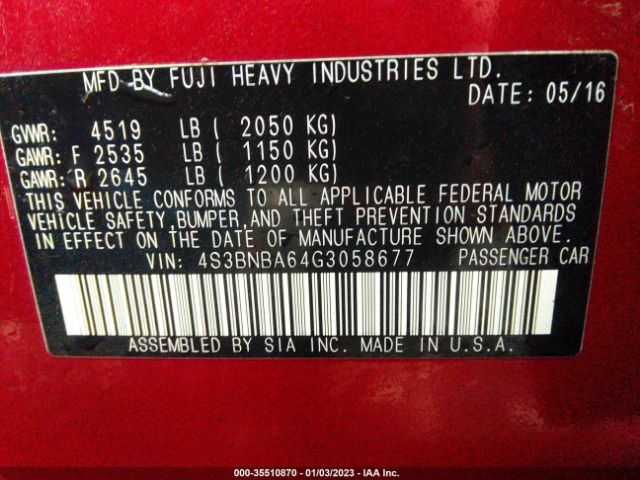 MFD BY FUJI HEAVY INDUSTRIES LTD.
DATE: 05/16
GVWR: 4519 LB ( 2050 KG)
GAWR: F 2535 LB ( 1150 KG)
GAWR: R 2645 LB ( 1200 KG)
THIS VEHICLE CONFORMS TO ALL APPLICABLE FEDERAL MOTOR
VEHICLE SAFETY, BUMPER, AND THEFT PREVENTION STANDARDS
IN EFFECT ON THE DATE OF MANUFACTURE SHOWN ABOVE.
VIN: 4S3BNBA64G3058677 PASSENGER CAR
ASSEMBLED BY SIA INC. MADE IN U.S.A.
000-35510870 - 01/03/2023 - IAA Inc.